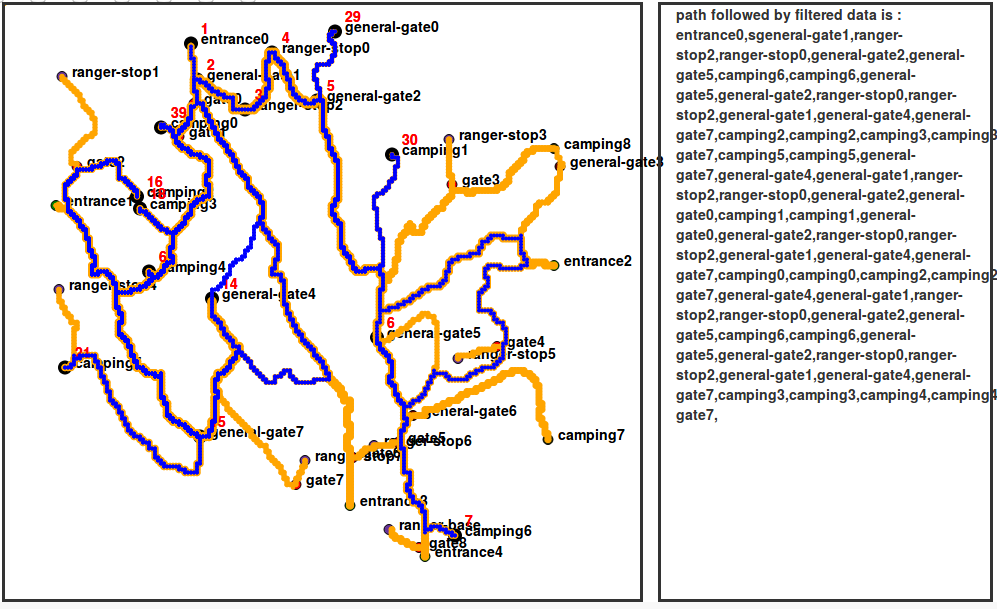 29
general-gate0
1
entrance0
4
ranger-stop0
ranger-stop1
2
general-gate1
5
general-gate2
3
ranger-stop2
gate0
39
camping0
gate1
30
camping1
ranger-stop3
camping8
general-gate3
gate2
gate3
16
camping
18
camping3
entrance1
6
camping4
entrance2
14
general-gate4
6
general-gate5
gate4
ranger-stop5
21
camping
general-gate6
5
general-gate7
camping7
gate5
ranger-stop6
gate7
entrance3
ranger-base
7
camping6
gate8
entrance4
path followed by filtered data is :
entrance0,sgeneral-gate1,ranger-
stop2,ranger-stop0,general-gate2,general-
gate5,camping6,camping6,general-
gate5,general-gate2,ranger-stop0,ranger-
stop2,general-gate1,general-gate4,general-
gate7,camping2,camping2,camping3,camping3
gate7,camping5,camping5,general-
gate7,general-gate4,general-gate1,ranger-
stop2,ranger-stop0,general-gate2,general-
gate0,camping1,camping1,general-
gate0,general-gate2,ranger-stop0,ranger-
stop2,general-gate1,general-gate4,general-
gate7,camping0,camping0,camping2,camping2
gate7,general-gate4,general-gate1,ranger-
stop2,ranger-stop0,general-gate2,general-
gate5,camping6,camping6,general-
gate5,general-gate2,ranger-stop0,ranger-
stop2,general-gate1,general-gate4,general-
gate7,camping3,camping3,camping4,camping4
gate7,